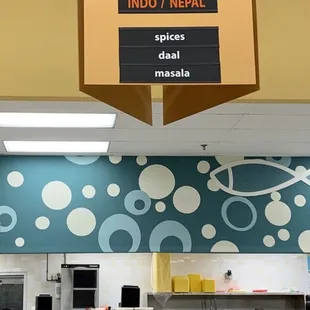 INDO / NEPAL
spices
daal
masala